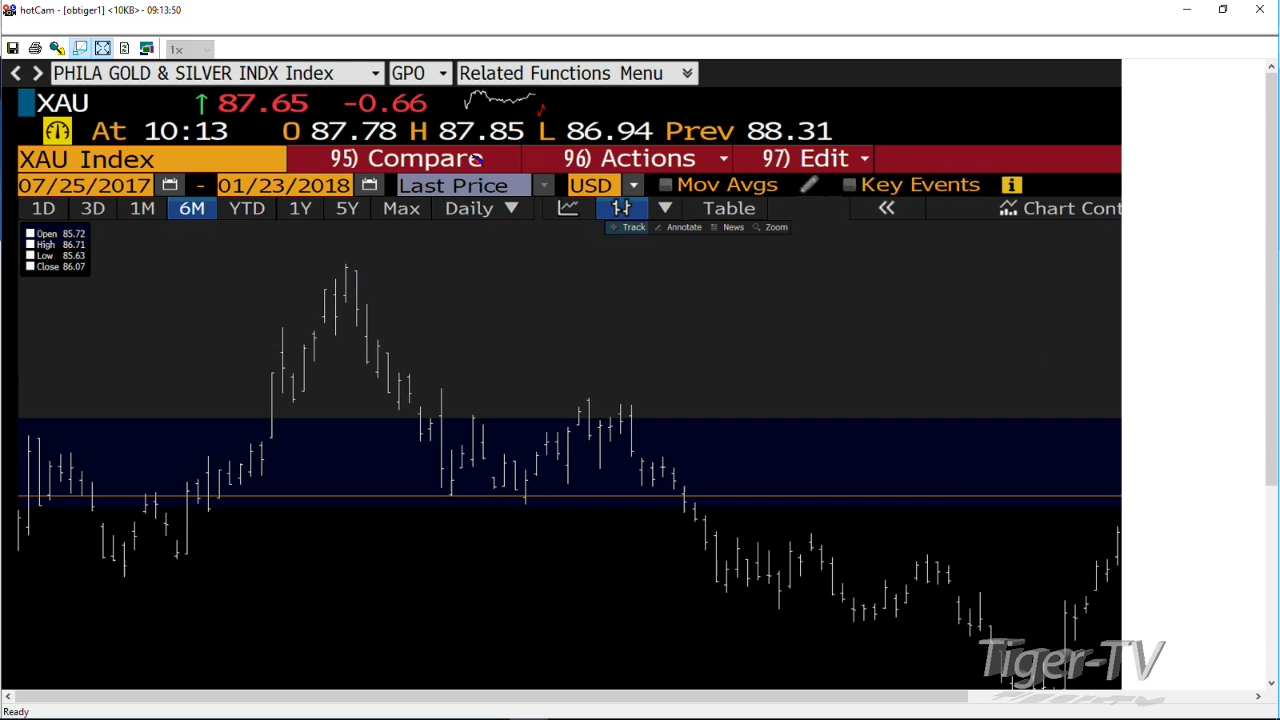 hotCam - [obtiger1] <10KB> - 09:13:50
1x
PHILA GOLD & SILVER INDX Index GPO Related Functions Menu
XAU ↑ 87.65 -0.66
At 10:13 O 87.78 H 87.85 L 86.94 Prev 88.31
XAU Index 95) Compare 96) Actions 97) Edit
07/25/2017 - 01/23/2018 Last Price USD Mov Avgs Key Events
1D 3D 1M 6M YTD 1Y 5Y Max Daily ▼ Table « Chart Cont
Track Annotate News Zoom
Open 85.72
High 86.71
Low 85.63
Close 86.07
Tiger-TV
Ready